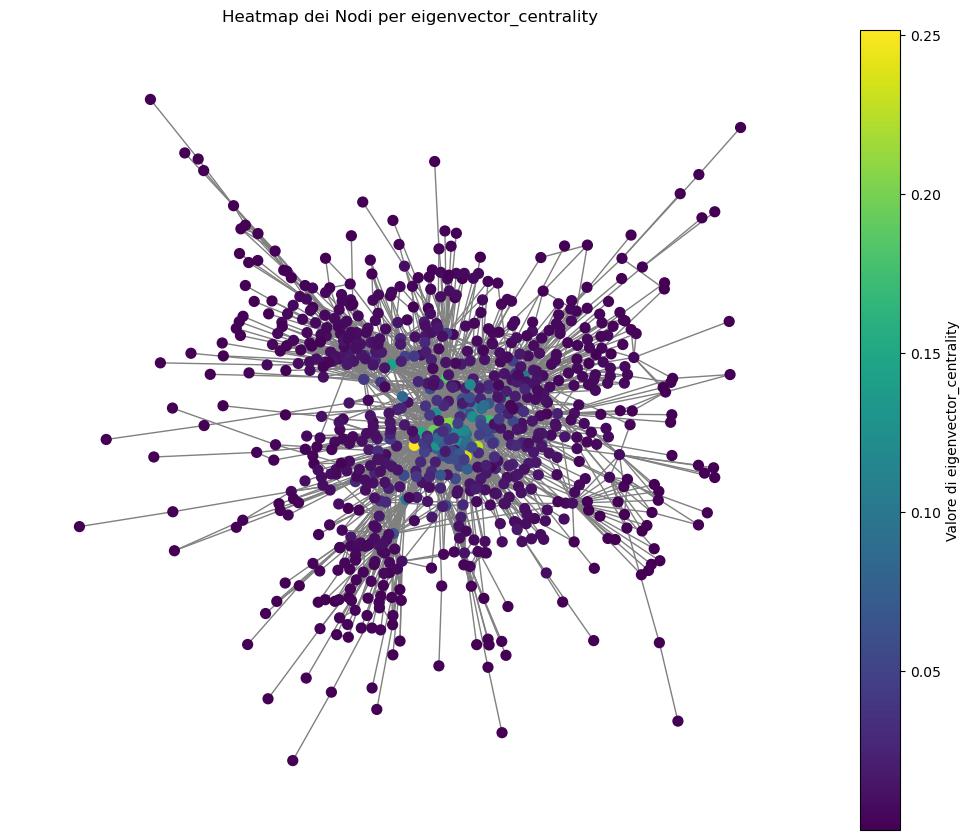 Heatmap dei Nodi per eigenvector_centrality
0.25
0.20
0.15
0.10
0.05
Valore di eigenvector_centrality